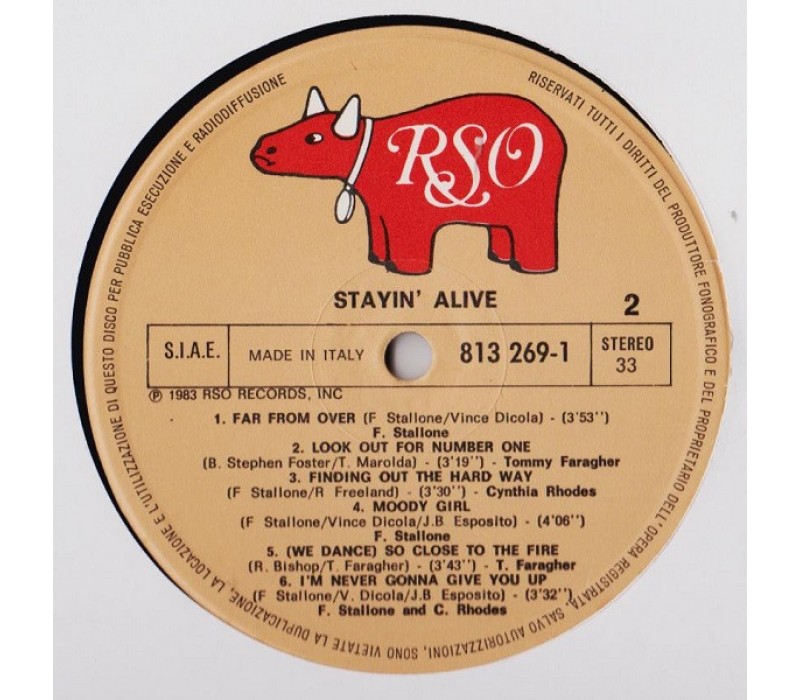 RISERVATI TUTTI I DIRITTI DEL PRODUTTORE FONOGRAFICO E DEL PROPRIETARIO DELL'OPERA REGISTRATA. SALVO AUTORIZZAZIONI, SONO VIETATE LA DUPLICAZIONE, LA LOCAZIONE E L'UTILIZZAZIONE DI QUESTO DISCO PER PUBBLICA ESECUZIONE E RADIODIFFUSIONE
RSO
STAYIN' ALIVE
2
S.I.A.E.
MADE IN ITALY
813 269-1
STEREO
33
℗ 1983 RSO RECORDS, INC
1. FAR FROM OVER (F Stallone/Vince Dicola) - (3'53'')
F. Stallone
2. LOOK OUT FOR NUMBER ONE
(B. Stephen Foster/T. Marolda) - (3'19'') - Tommy Faragher
3. FINDING OUT THE HARD WAY
(F Stallone/R Freeland) - (3'30'') - Cynthia Rhodes
4. MOODY GIRL
(F Stallone/Vince Dicola/J.B Esposito) - (4'06'')
F. Stallone
5. (WE DANCE) SO CLOSE TO THE FIRE
(R. Bishop/T. Faragher) - (3'43'') - T. Faragher
6. I'M NEVER GONNA GIVE YOU UP
(F Stallone/V. Dicola/J.B Esposito) - (3'32'')
F. Stallone and C. Rhodes